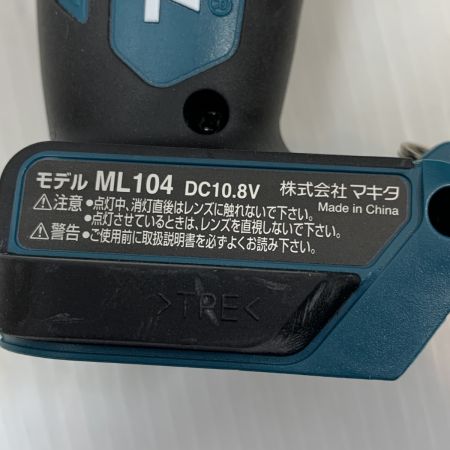 モデル ML104 DC10.8V 株式会社マキタ
Made in China
⚠注意 ●点灯中、消灯直後はレンズに触れないで下さい。
●点灯させているときは、レンズを直視しないで下さい。
⚠警告 ●ご使用前に取扱説明書を必ずよくお読み下さい。
>TPE<